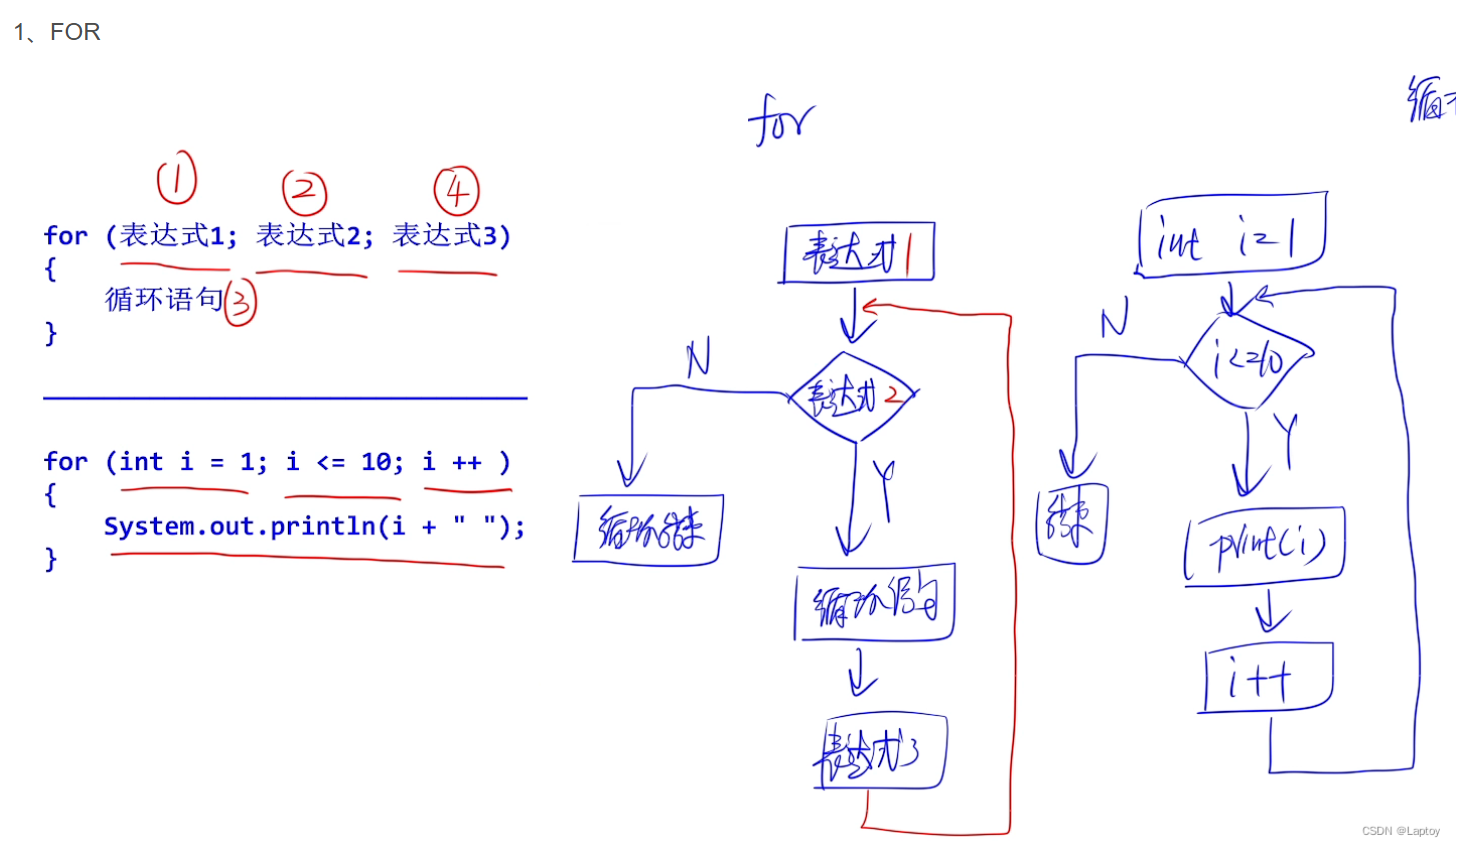 1、FOR
for
① ② ④
for (表达式1; 表达式2; 表达式3)
{
循环语句③
}
for (int i = 1; i <= 10; i ++ )
{
System.out.println(i + " ");
}
表达式1
N
表达式2
Y
循环结束
循环语句
表达式3
int i=1
N
i<=10
Y
结束
print(i)
i++
循
CSDN @Laptoy